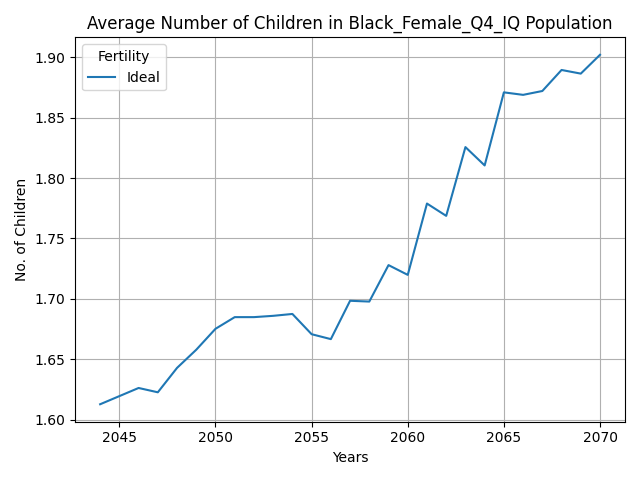 Average Number of Children in Black_Female_Q4_IQ Population
Fertility
Ideal
No. of Children
1.90
1.85
1.80
1.75
1.70
1.65
1.60
2045 2050 2055 2060 2065 2070
Years